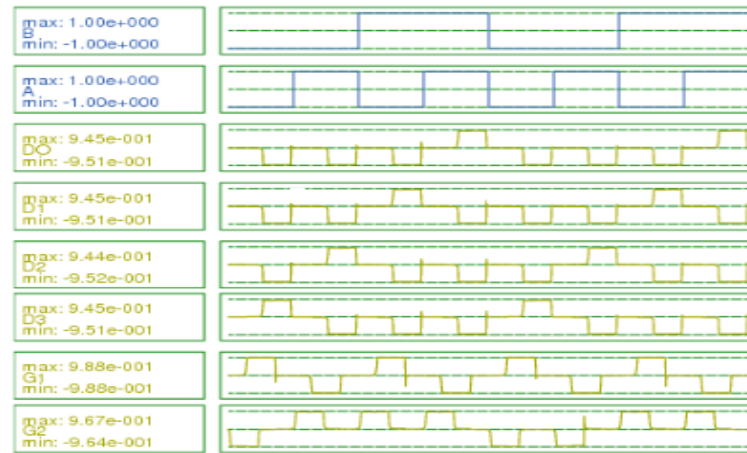 max: 1.00e+000
B
min: -1.00e+000
max: 1.00e+000
A
min: -1.00e+000
max: 9.45e-001
D0
min: -9.51e-001
max: 9.45e-001
D1
min: -9.51e-001
max: 9.44e-001
D2
min: -9.52e-001
max: 9.45e-001
D3
min: -9.51e-001
max: 9.88e-001
G1
min: -9.88e-001
max: 9.67e-001
G2
min: -9.64e-001